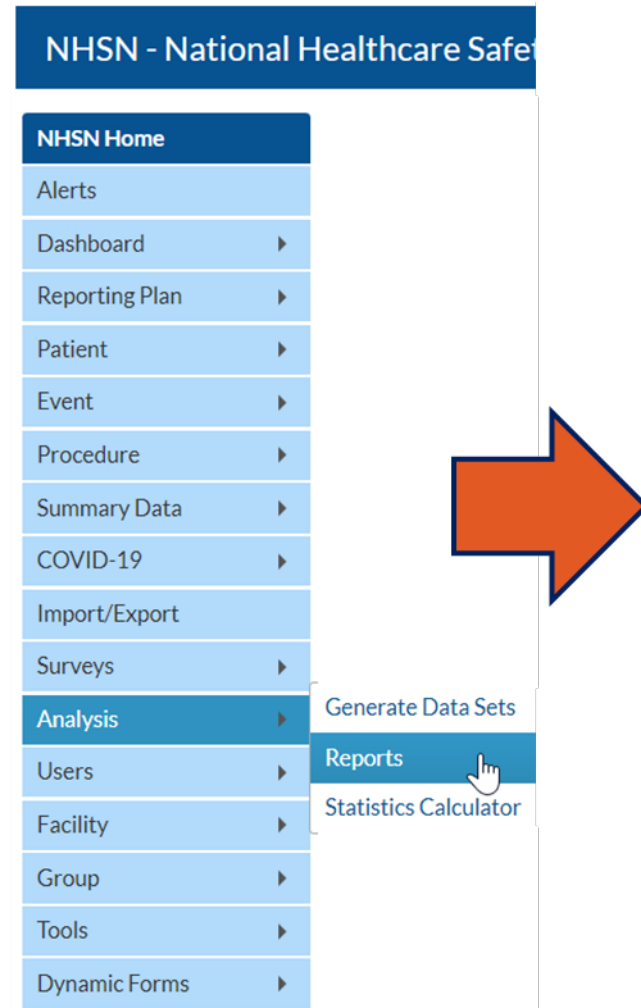 NHSN - National Healthcare Safet
NHSN Home
Alerts
Dashboard
Reporting Plan
Patient
Event
Procedure
Summary Data
COVID-19
Import/Export
Surveys
Analysis
Generate Data Sets
Reports
Statistics Calculator
Users
Facility
Group
Tools
Dynamic Forms